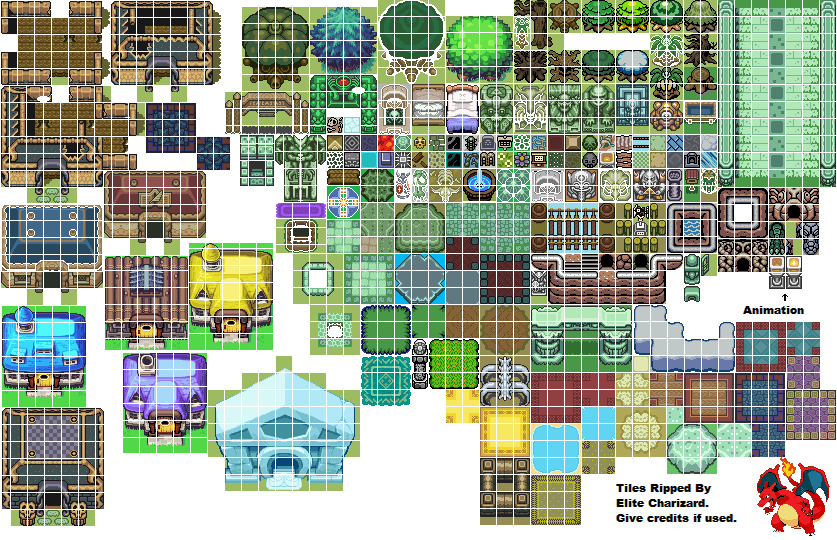 Animation
Tiles Ripped By
Elite Charizard.
Give credits if used.